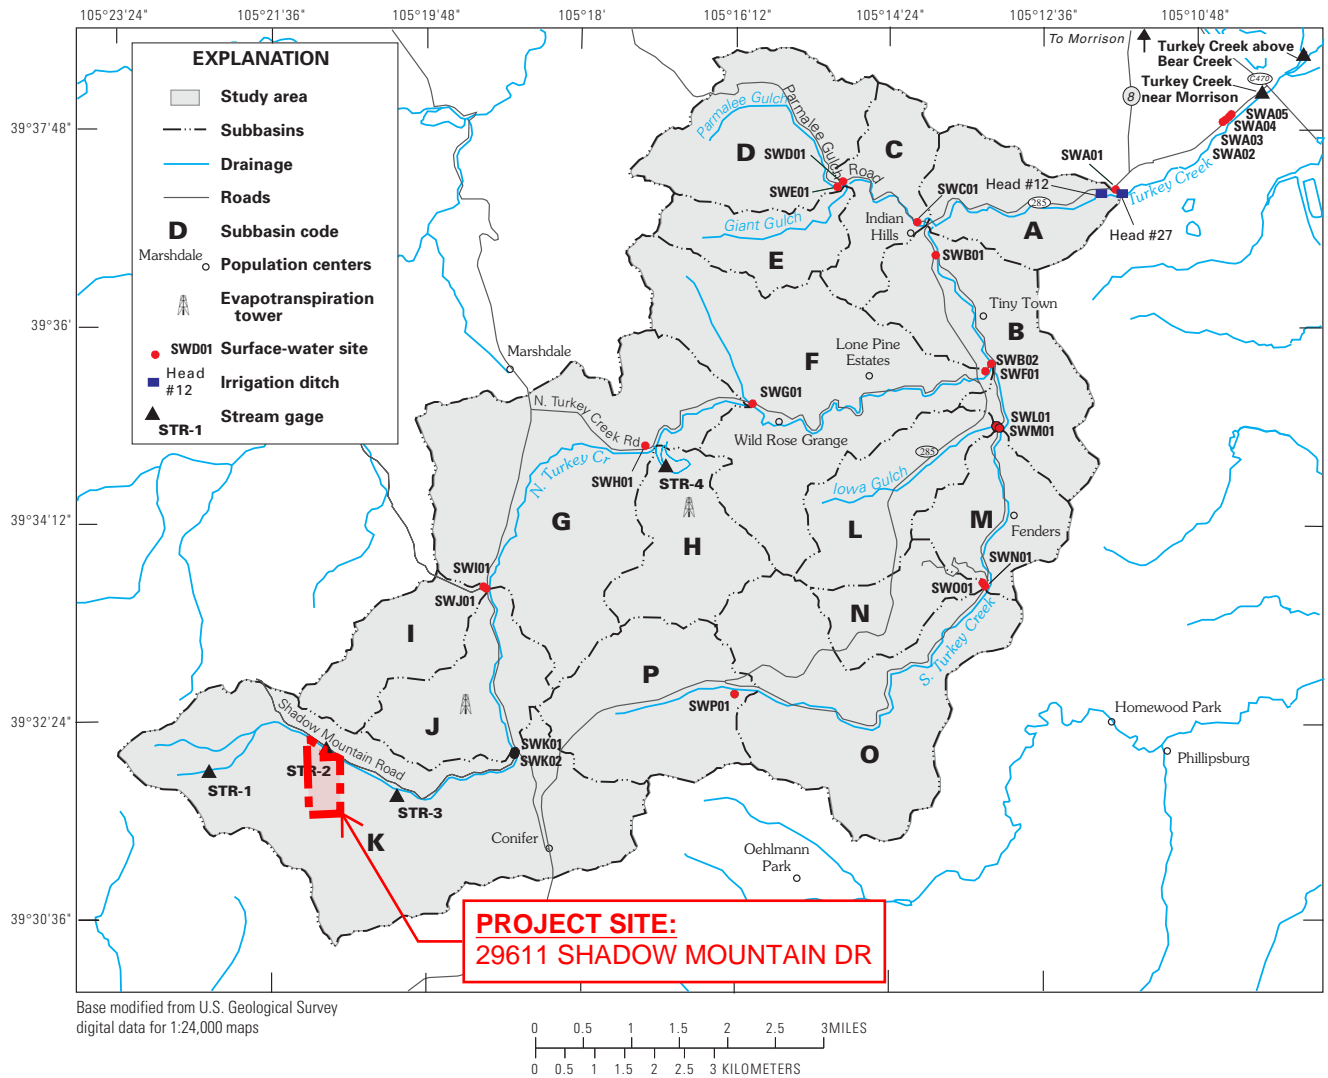 105°23'24"
105°21'36"
105°19'48"
105°18'
105°16'12"
105°14'24"
105°12'36"
105°10'48"
39°37'48"
39°36'
39°34'12"
39°32'24"
39°30'36"
EXPLANATION
Study area
Subbasins
Drainage
Roads
D Subbasin code
Marshdale Population centers
Evapotranspiration
tower
SWD01 Surface-water site
Head
#12
Irrigation ditch
STR-1
Stream gage
To Morrison
Turkey Creek above
Bear Creek
C470
Turkey Creek
near Morrison
8
SWA05
SWA04
SWA03
SWA02
SWA01
Head #12
Turkey Creek
285
Head #27
A
Parmalee Gulch
Parmalee Gulch
Road
D
SWD01
SWE01
C
SWC01
Indian
Hills
Giant Gulch
E
SWB01
Tiny Town
B
Lone Pine
Estates
F
SWB02
SWF01
Marshdale
SWG01
N. Turkey Creek Rd
Wild Rose Grange
SWL01
SWM01
285
N. Turkey Cr
SWH01
STR-4
Iowa Gulch
G
H
L
M
Fenders
SWN01
SWO01
SWI01
SWJ01
I
N
S. Turkey Creek
P
SWP01
Shadow Mountain Road
J
SWK01
SWK02
O
Homewood Park
Phillipsburg
STR-1
STR-2
STR-3
K
Conifer
Oehlmann
Park
PROJECT SITE:
29611 SHADOW MOUNTAIN DR
Base modified from U.S. Geological Survey
digital data for 1:24,000 maps
0 0.5 1 1.5 2 2.5 3 MILES
0 0.5 1 1.5 2 2.5 3 KILOMETERS